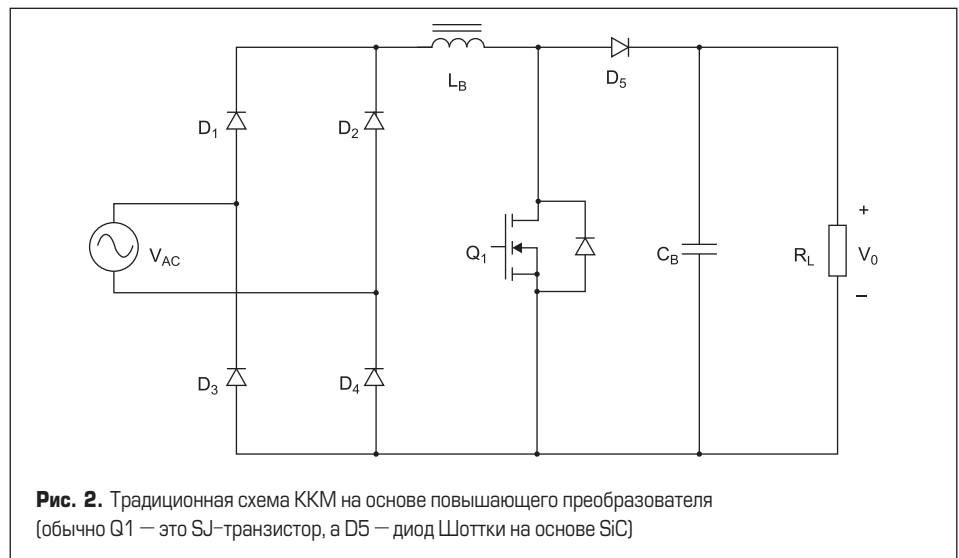 L_B
D_5
D_1
D_2
V_AC
Q_1
C_B
R_L
+
V_0
–
D_3
D_4
Рис. 2. Традиционная схема ККМ на основе повышающего преобразователя
(обычно Q1 — это SJ-транзистор, а D5 — диод Шоттки на основе SiC)